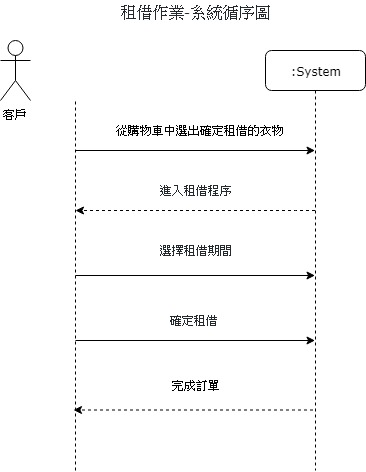 租借作業-系統循序圖
:System
客戶
從購物車中選出確定租借的衣物
進入租借程序
選擇租借期間
確定租借
完成訂單